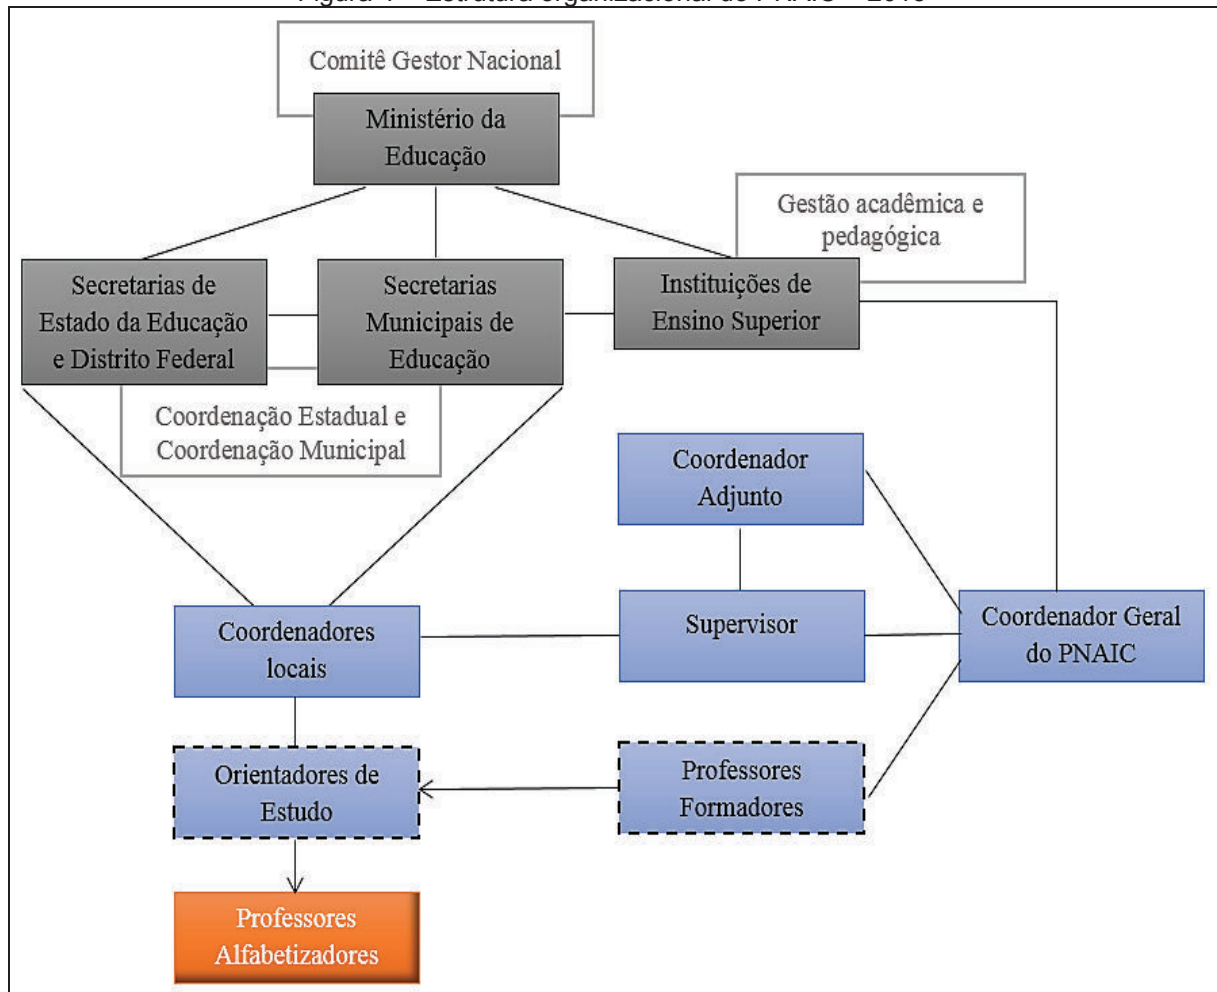 Comitê Gestor Nacional
Ministério da
Educação
Gestão acadêmica e
pedagógica
Secretarias de
Estado da Educação
e Distrito Federal
Secretarias
Municipais de
Educação
Instituições de
Ensino Superior
Coordenação Estadual e
Coordenação Municipal
Coordenador
Adjunto
Coordenadores
locais
Supervisor
Coordenador Geral
do PNAIC
Orientadores de
Estudo
Professores
Formadores
Professores
Alfabetizadores